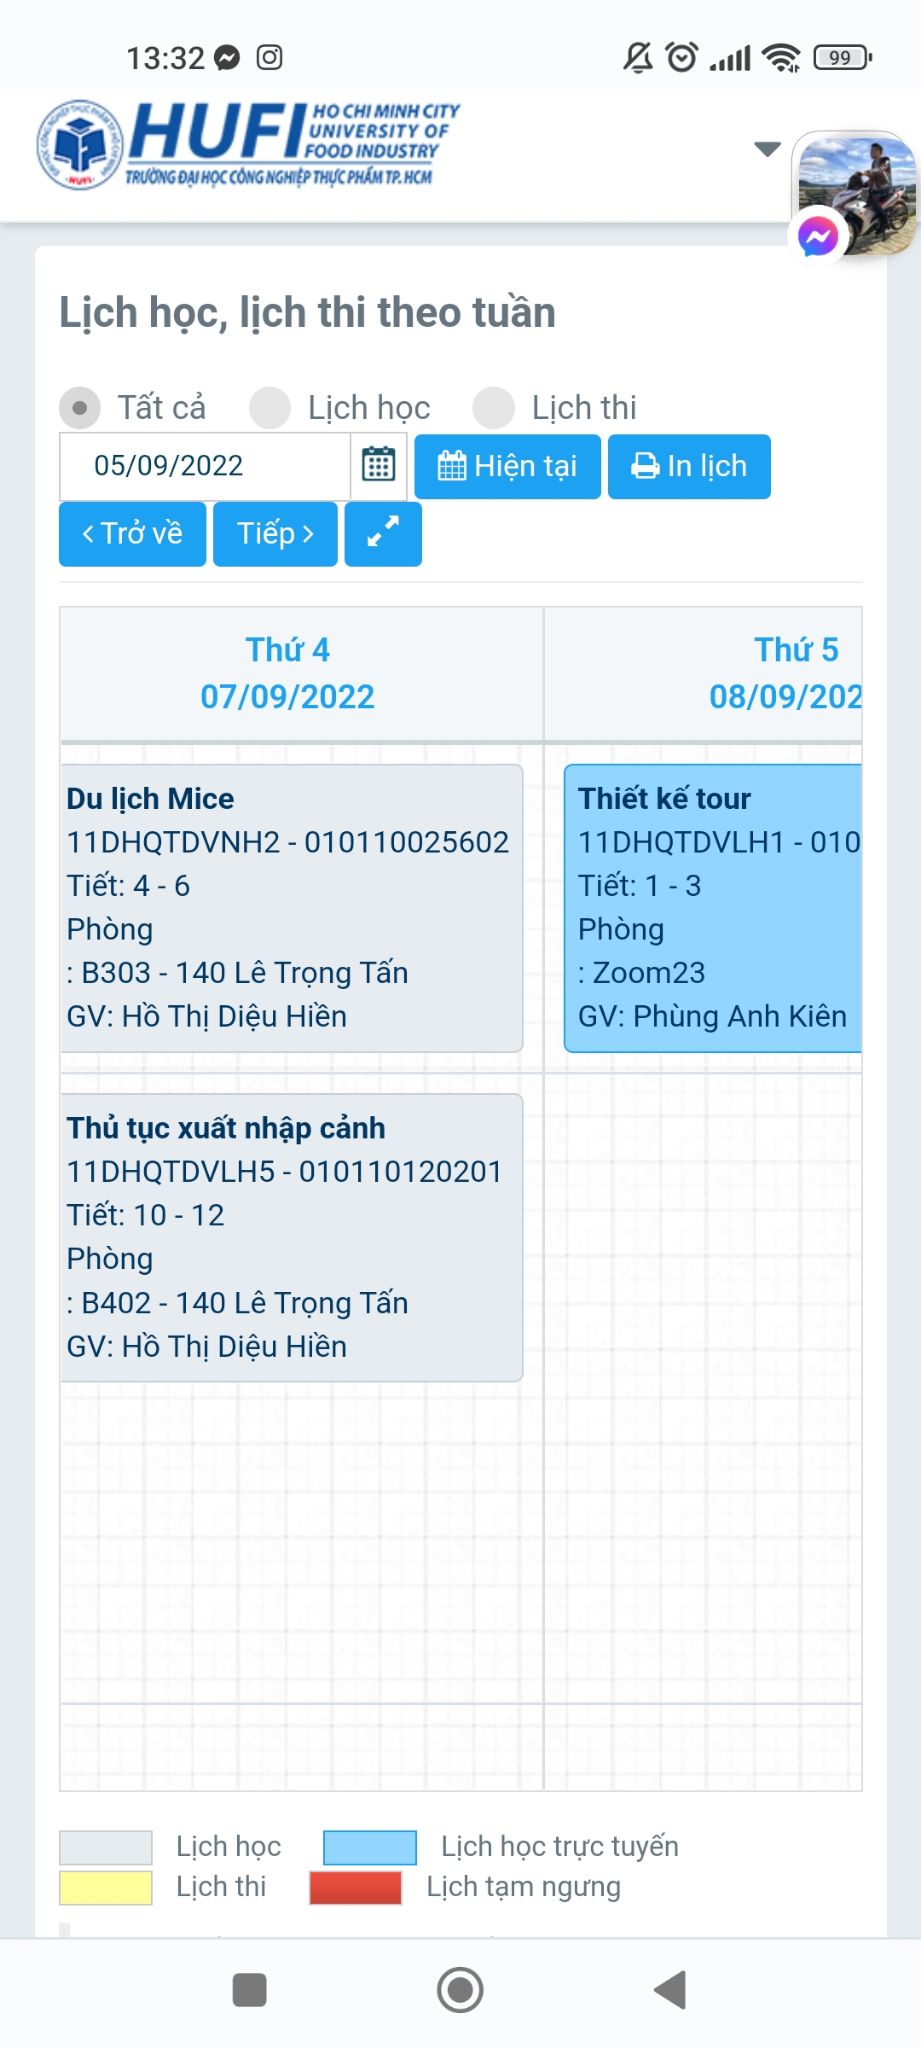 13:32
99
HUFI
HO CHI MINH CITY
UNIVERSITY OF
FOOD INDUSTRY
TRƯỜNG ĐẠI HỌC CÔNG NGHIỆP THỰC PHẨM TP. HCM
Lịch học, lịch thi theo tuần
Tất cả Lịch học Lịch thi
05/09/2022 Hiện tại In lịch
Trở về Tiếp
Thứ 4
07/09/2022
Thứ 5
08/09/202
Du lịch Mice
11DHQTDVNH2 - 010110025602
Tiết: 4 - 6
Phòng
: B303 - 140 Lê Trọng Tấn
GV: Hồ Thị Diệu Hiền
Thiết kế tour
11DHQTDVLH1 - 010
Tiết: 1 - 3
Phòng
: Zoom23
GV: Phùng Anh Kiên
Thủ tục xuất nhập cảnh
11DHQTDVLH5 - 010110120201
Tiết: 10 - 12
Phòng
: B402 - 140 Lê Trọng Tấn
GV: Hồ Thị Diệu Hiền
Lịch học Lịch học trực tuyến
Lịch thi Lịch tạm ngưng